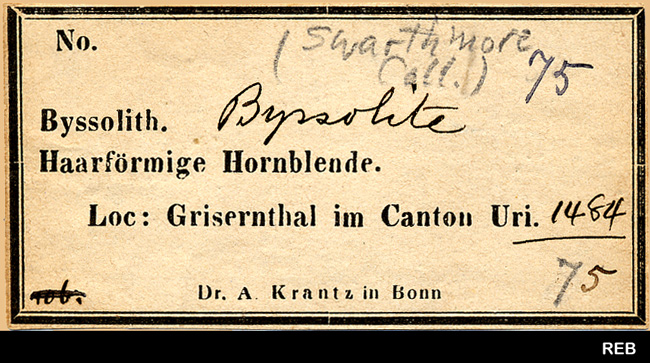 No. (Swarthmore
Coll.) 75
Byssolith. Byssolite
Haarförmige Hornblende.
Loc: Grisernthal im Canton Uri. 1484
75
Dr. A. Krantz in Bonn
REB